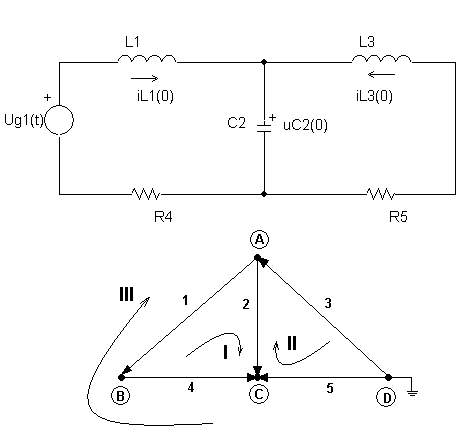 L1
L3
iL1(0)
iL3(0)
+
Ug1(t)
C2
+
uC2(0)
R4
R5
A
III
1
2
3
I
II
B
4
C
5
D